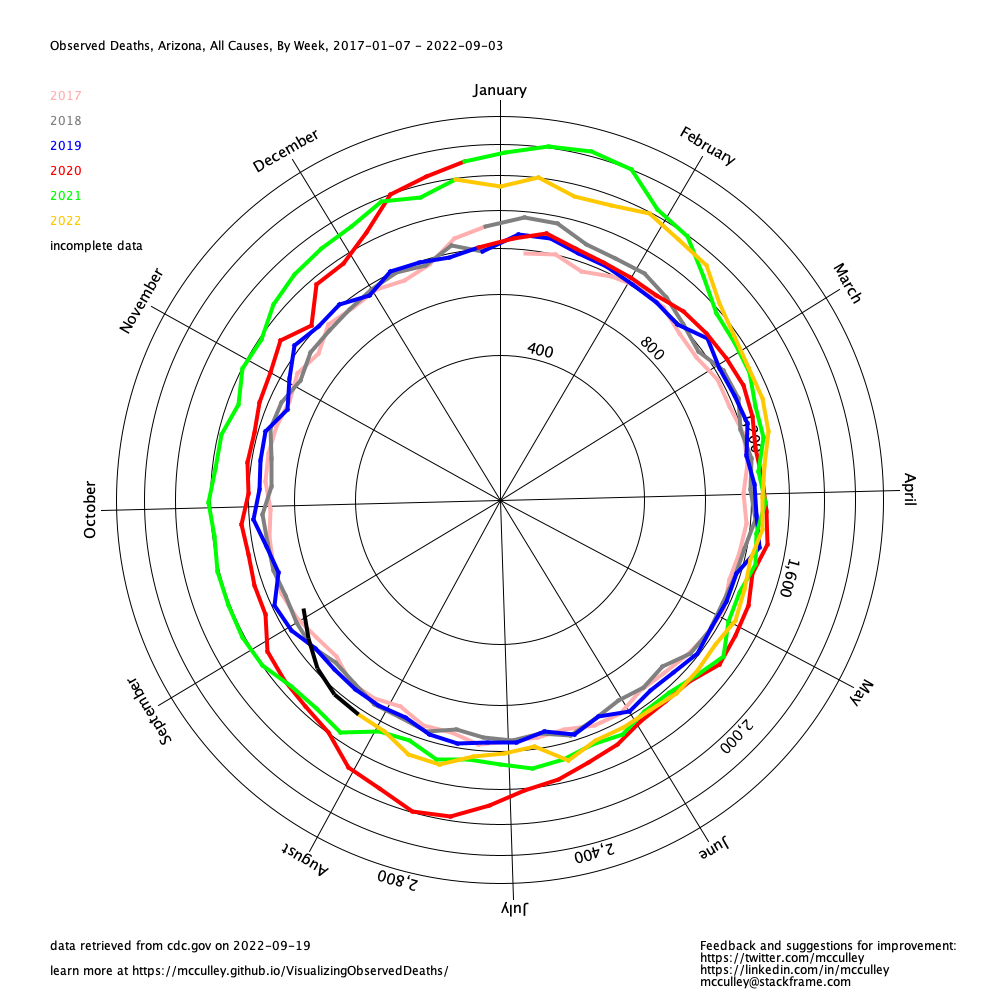 Observed Deaths, Arizona, All Causes, By Week, 2017-01-07 - 2022-09-03
2017
2018
2019
2020
2021
2022
incomplete data
January
February
March
April
May
June
July
August
September
October
November
December
400
800
1,200
1,600
2,000
2,400
2,800
data retrieved from cdc.gov on 2022-09-19
learn more at https://mcculley.github.io/VisualizingObservedDeaths/
Feedback and suggestions for improvement:
https://twitter.com/mcculley
https://linkedin.com/in/mcculley
mcculley@stackframe.com